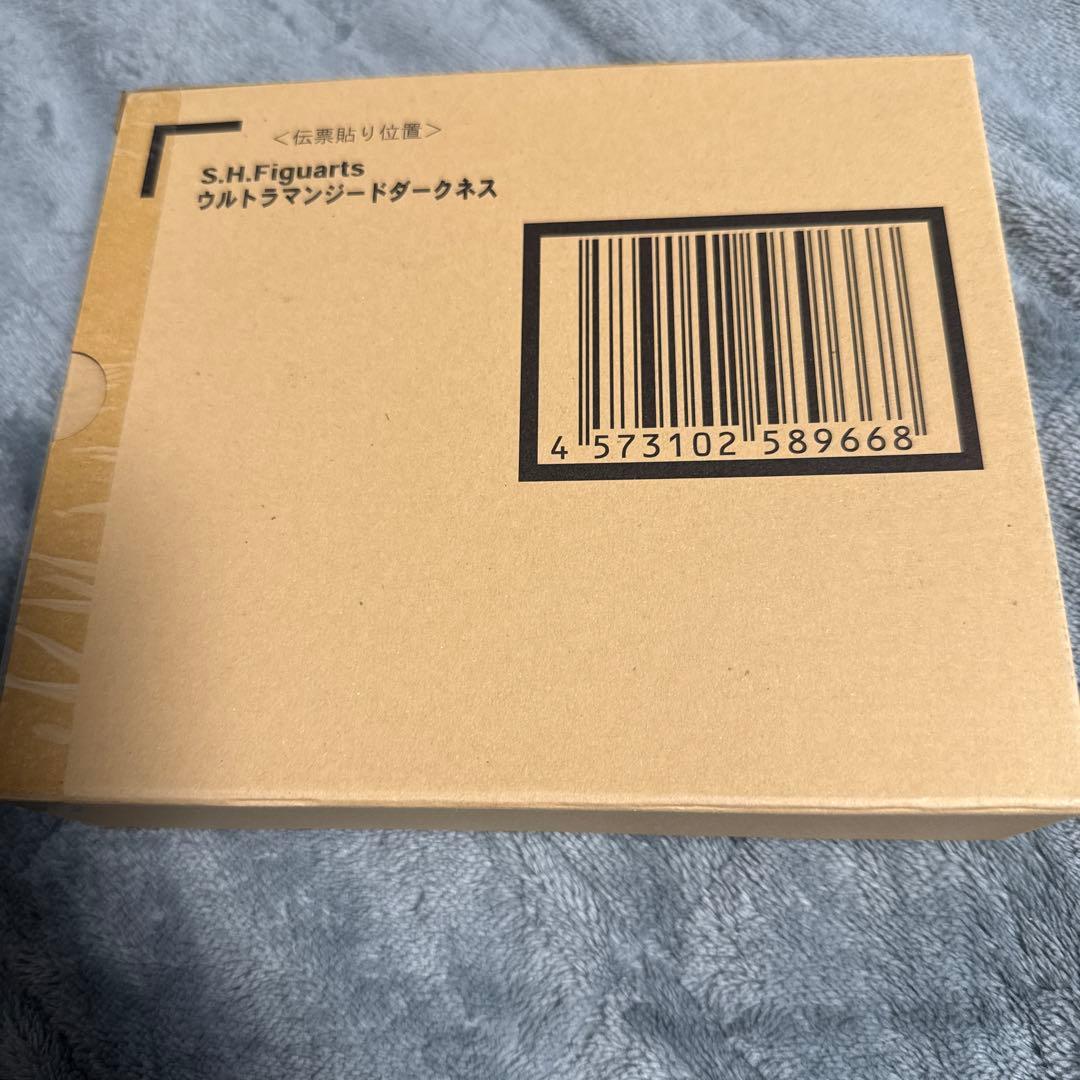 ＜伝票貼り位置＞
S.H.Figuarts
ウルトラマンジードダークネス
4 573102 589668